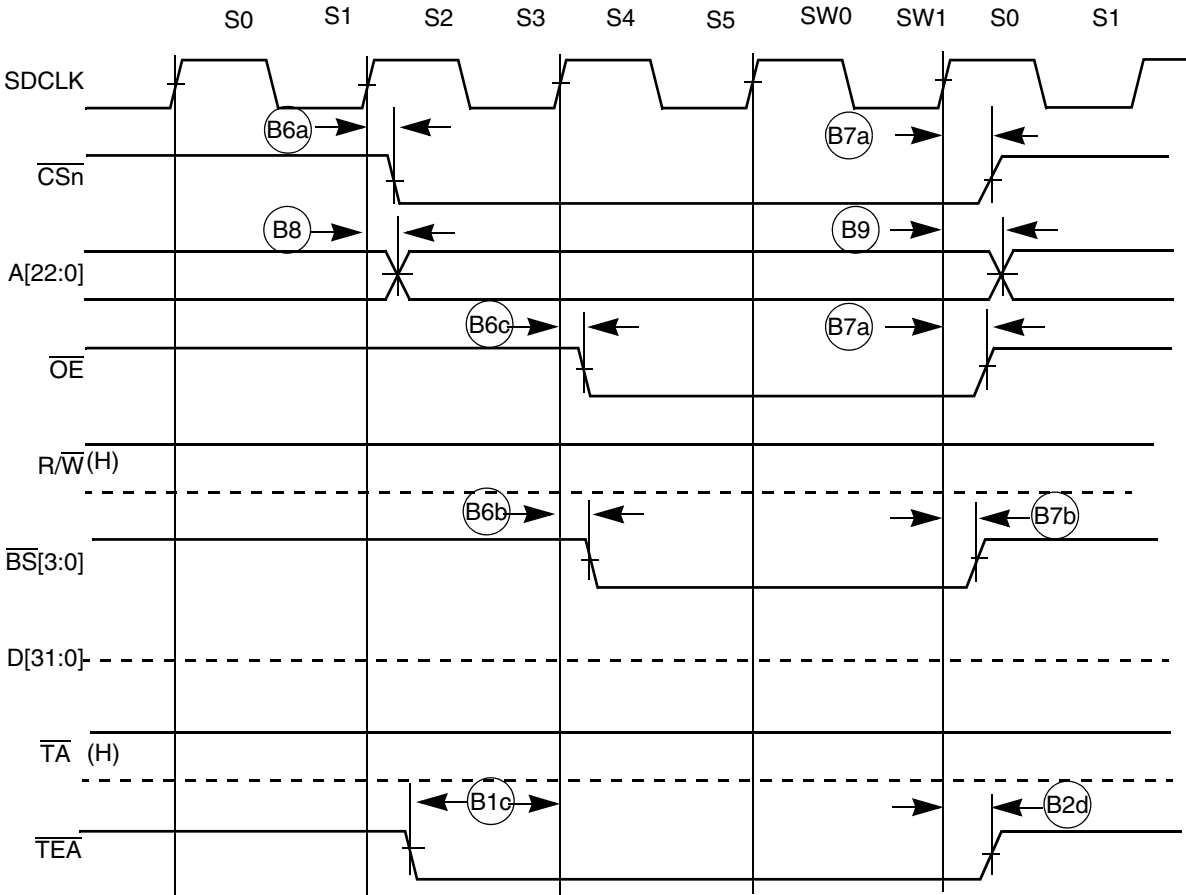 S0 S1 S2 S3 S4 S5 SW0 SW1 S0 S1
SDCLK
B6a B7a
CSn
B8 B9
A[22:0]
B6c B7a
OE
R/W (H)
B6b B7b
BS[3:0]
D[31:0]
TA (H)
B1c B2d
TEA